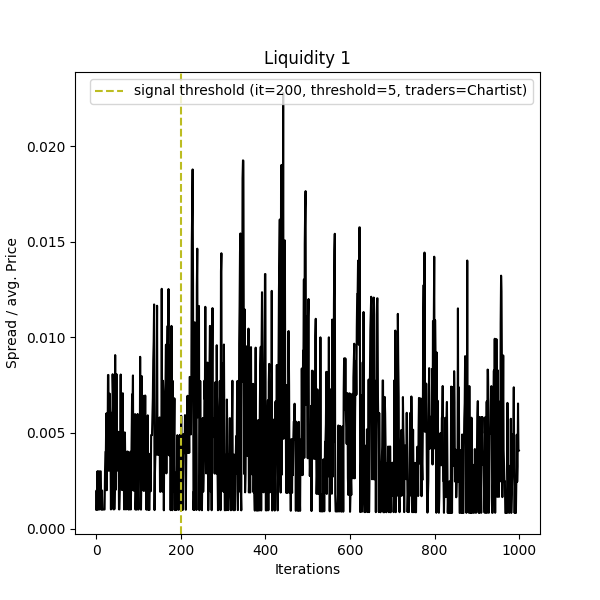 Liquidity 1
signal threshold (it=200, threshold=5, traders=Chartist)
Spread / avg. Price
0.020
0.015
0.010
0.005
0.000
0 200 400 600 800 1000
Iterations